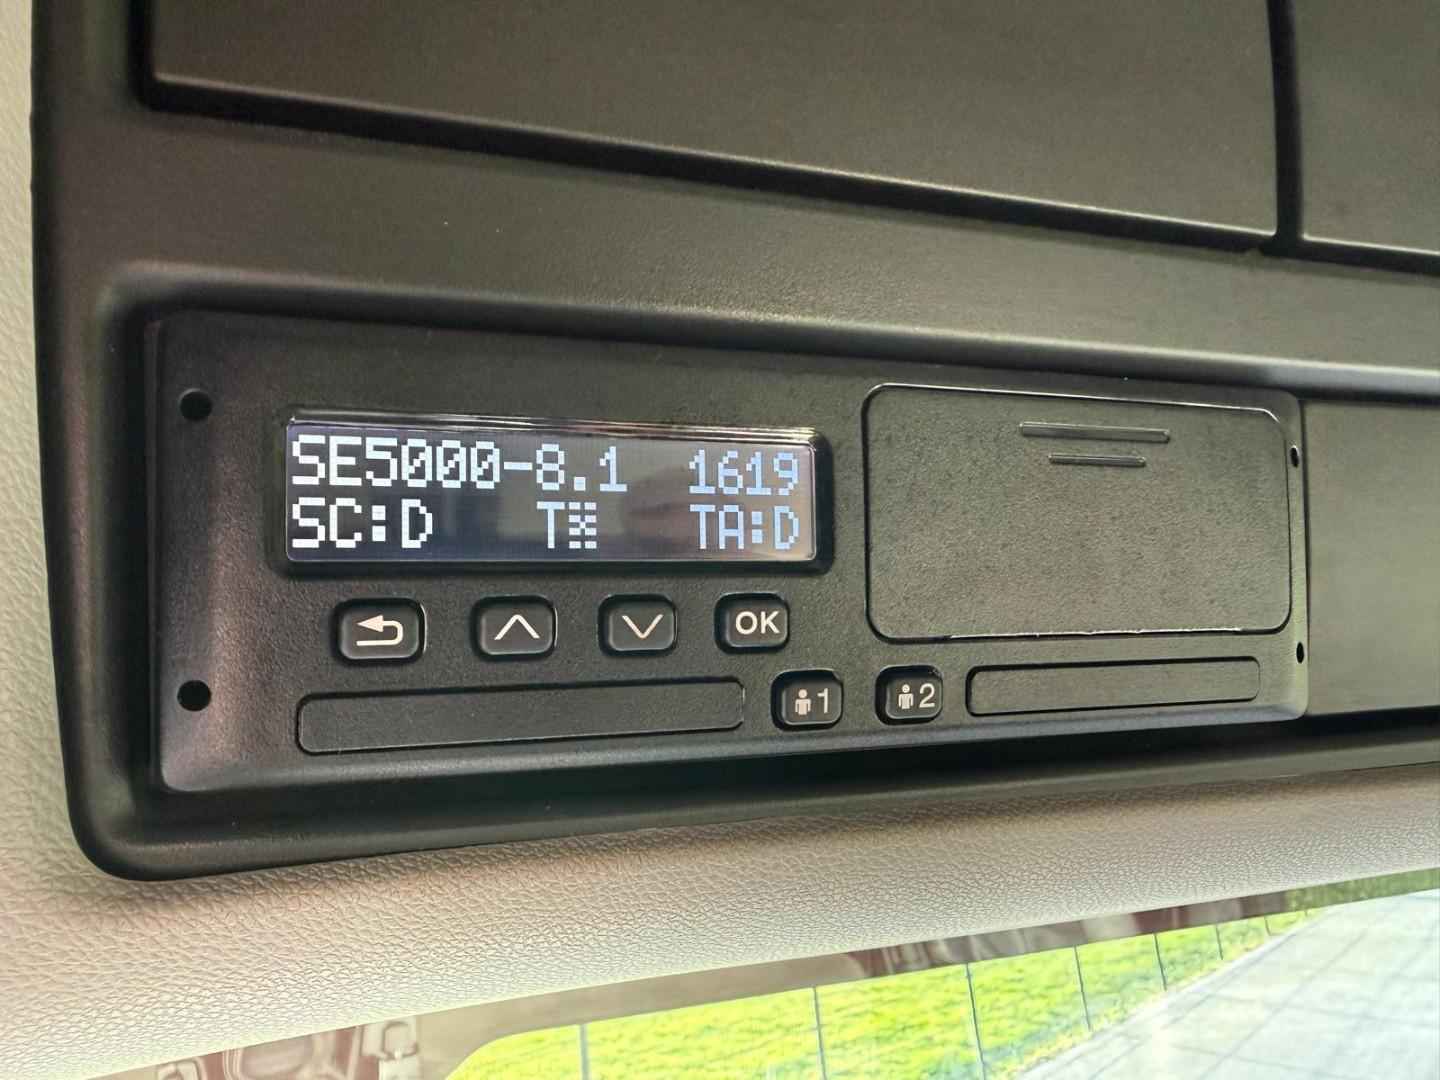 SE5000-8.1 1619
SC:D T TA:D
OK
1 2